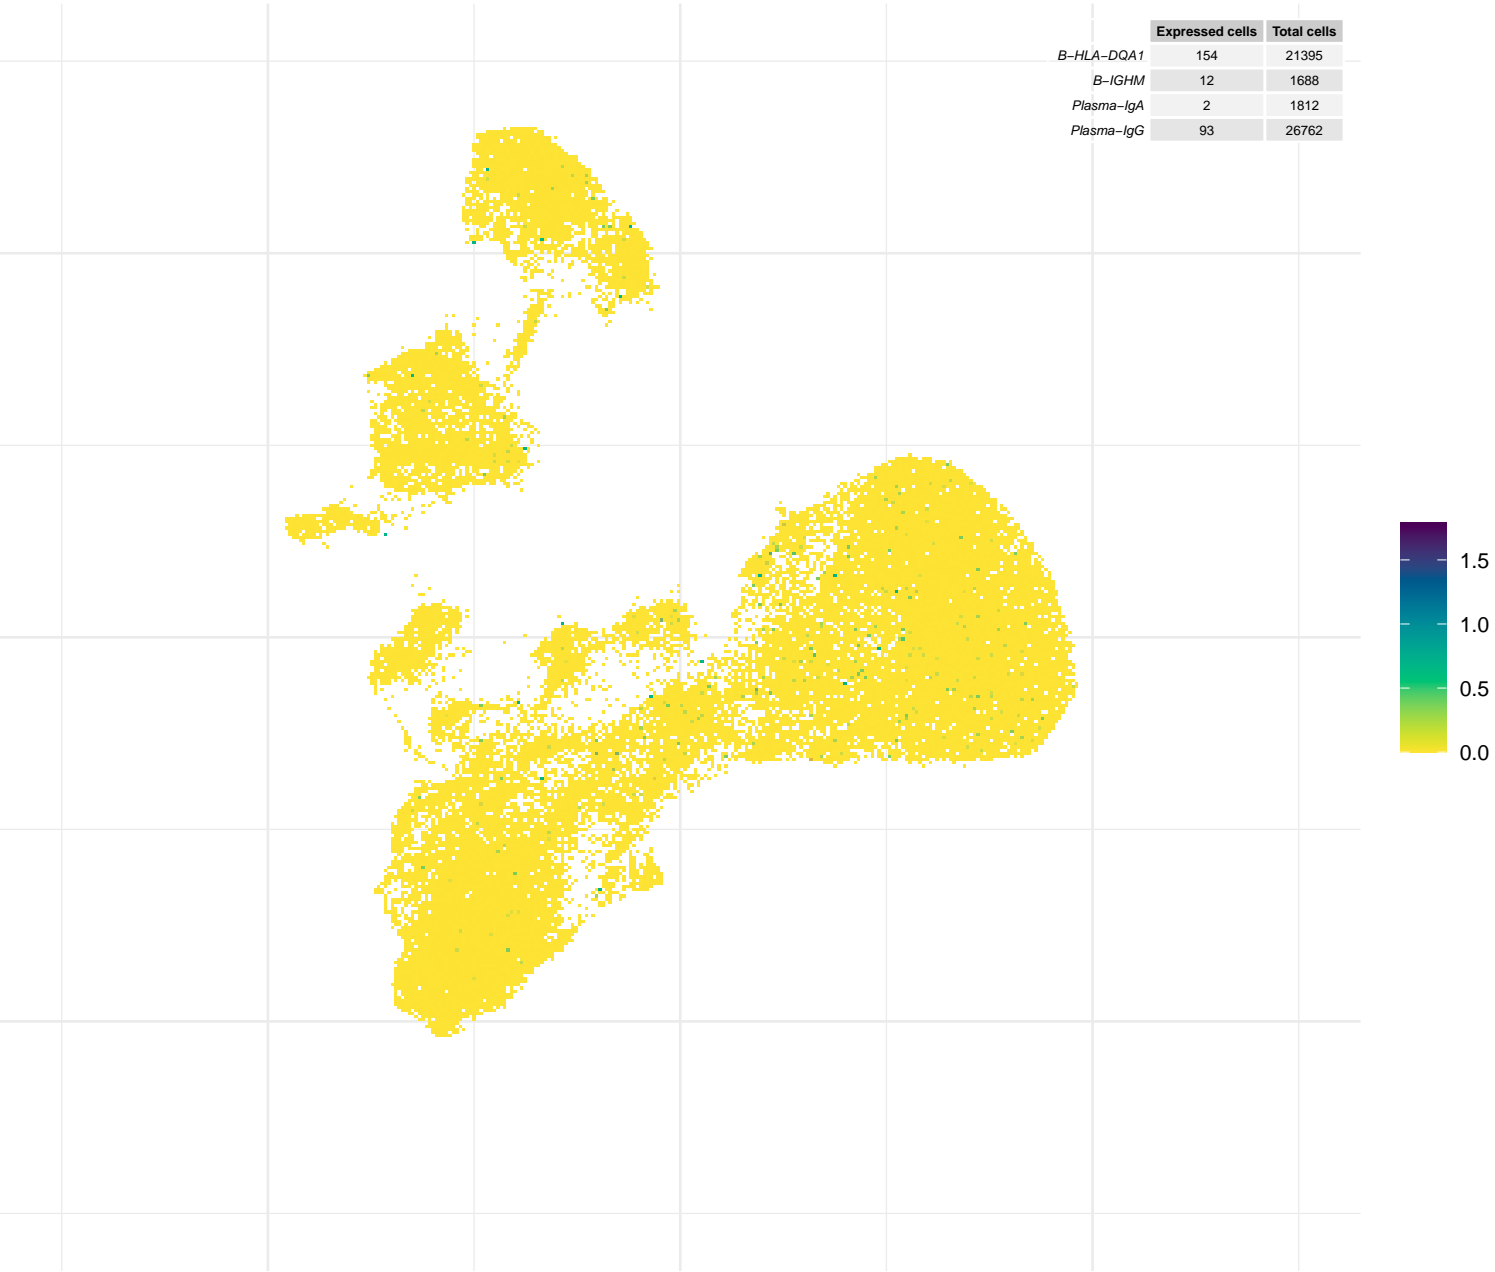 Expressed cells Total cells
B−HLA−DQA1 154 21395
B−IGHM 12 1688
Plasma−IgA 2 1812
Plasma−IgG 93 26762
1.5
1.0
0.5
0.0